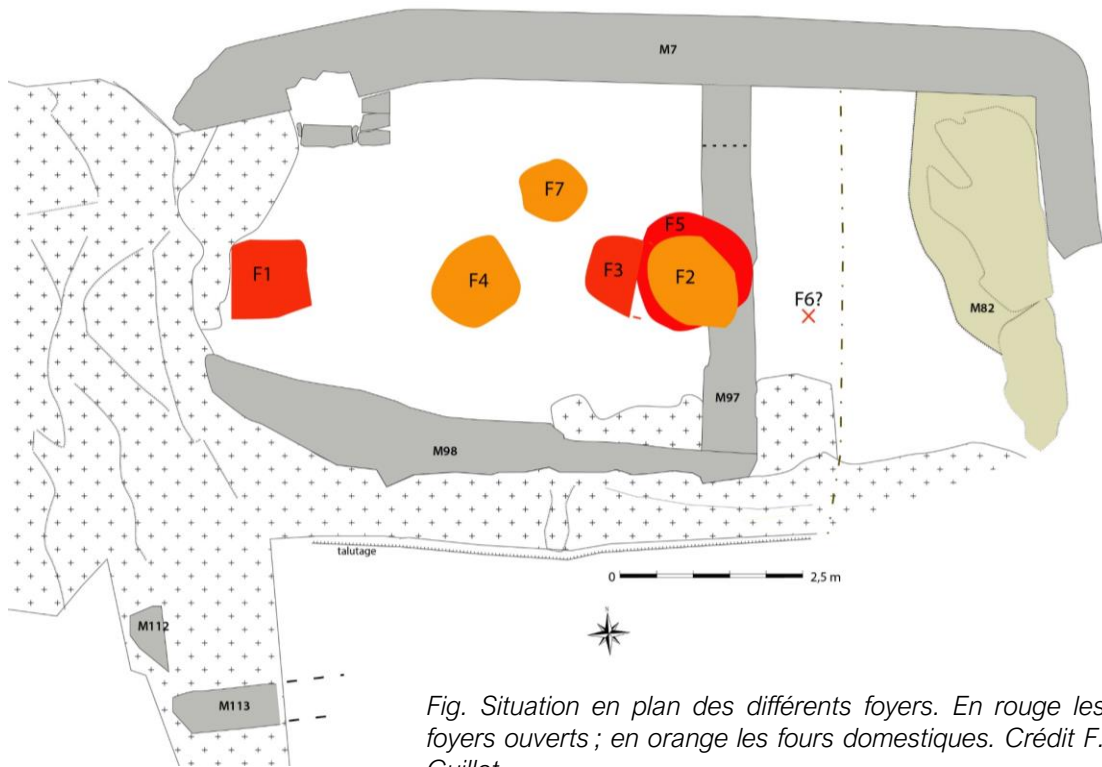 M7
F7
F5
F1
F4
F3
F2
F6?
M82
M97
M98
talutage
0 2,5 m
N
M112
M113
Fig. Situation en plan des différents foyers. En rouge les
foyers ouverts ; en orange les fours domestiques. Crédit F.